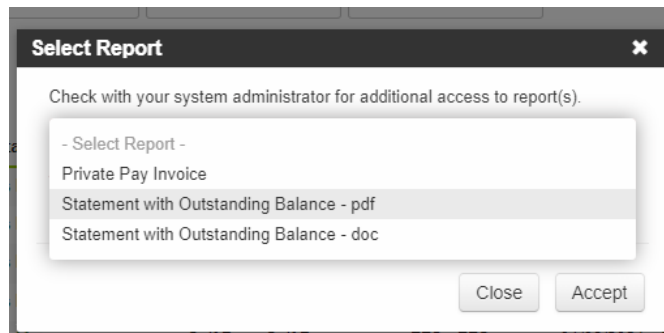 Select Report
Check with your system administrator for additional access to report(s).
- Select Report -
Private Pay Invoice
Statement with Outstanding Balance - pdf
Statement with Outstanding Balance - doc
Close Accept